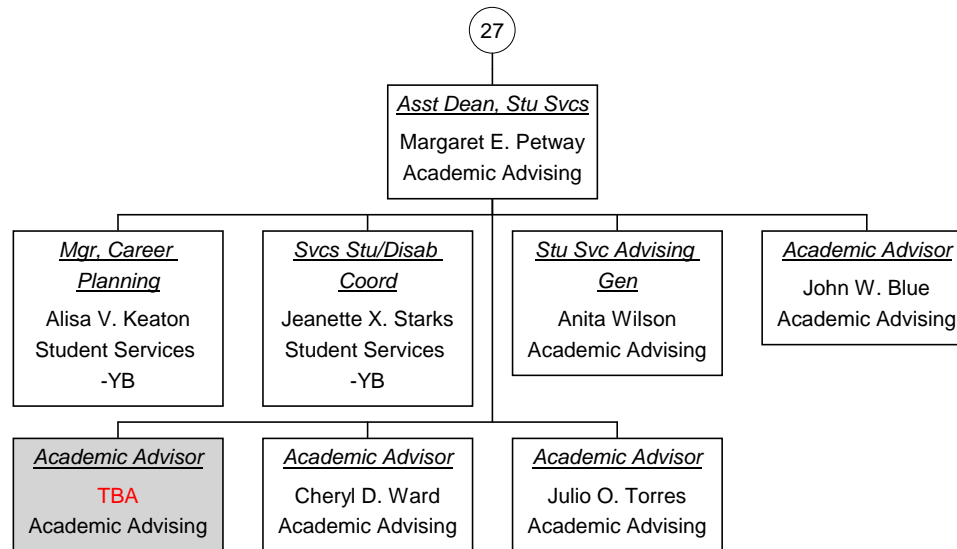 27
Asst Dean, Stu Svcs
Margaret E. Petway
Academic Advising
Mgr, Career
Planning
Alisa V. Keaton
Student Services
-YB
Svcs Stu/Disab
Coord
Jeanette X. Starks
Student Services
-YB
Stu Svc Advising
Gen
Anita Wilson
Academic Advising
Academic Advisor
John W. Blue
Academic Advising
Academic Advisor
TBA
Academic Advising
Academic Advisor
Cheryl D. Ward
Academic Advising
Academic Advisor
Julio O. Torres
Academic Advising